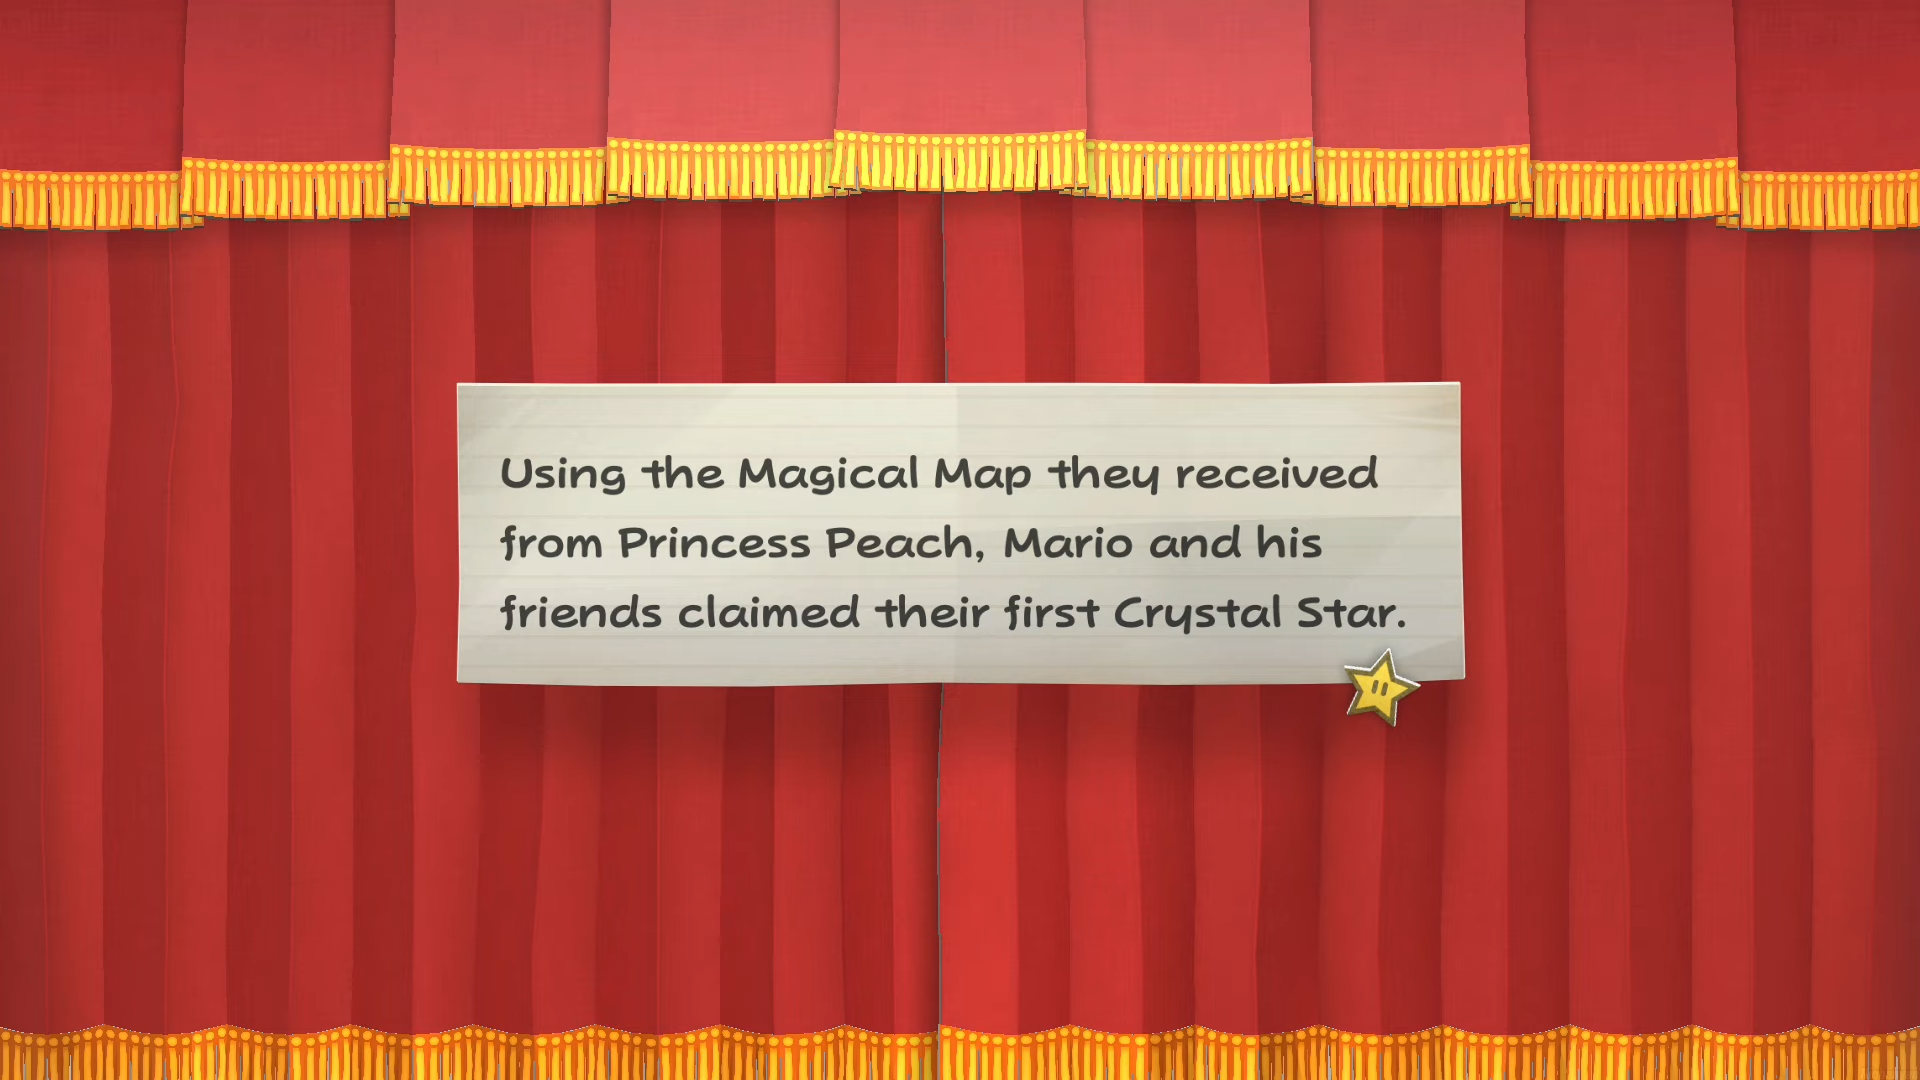 Using the Magical Map they received
from Princess Peach, Mario and his
friends claimed their first Crystal Star.